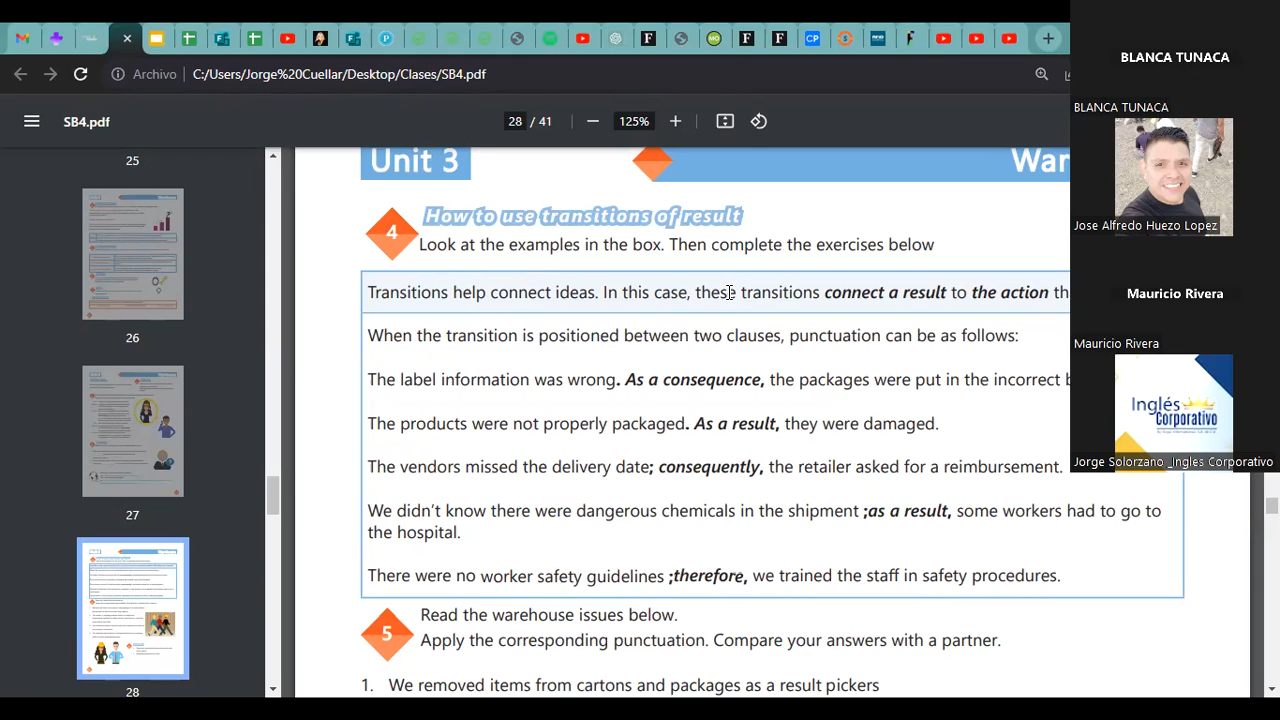 Archivo C:/Users/Jorge%20Cuellar/Desktop/Clases/SB4.pdf
SB4.pdf
28 / 41
125%
25
26
27
28
Unit 3
War
4
How to use transitions of result
Look at the examples in the box. Then complete the exercises below
Transitions help connect ideas. In this case, these transitions connect a result to the action th
When the transition is positioned between two clauses, punctuation can be as follows:
The label information was wrong. As a consequence, the packages were put in the incorrect b
The products were not properly packaged. As a result, they were damaged.
The vendors missed the delivery date; consequently, the retailer asked for a reimbursement.
We didn't know there were dangerous chemicals in the shipment ;as a result, some workers had to go to
the hospital.
There were no worker safety guidelines ;therefore, we trained the staff in safety procedures.
5
Read the warehouse issues below.
Apply the corresponding punctuation. Compare your answers with a partner.
1. We removed items from cartons and packages as a result pickers
BLANCA TUNACA
BLANCA TUNACA
Jose Alfredo Huezo Lopez
Mauricio Rivera
Mauricio Rivera
Inglés
Corporativo
Jorge Solorzano _Ingles Corporativo